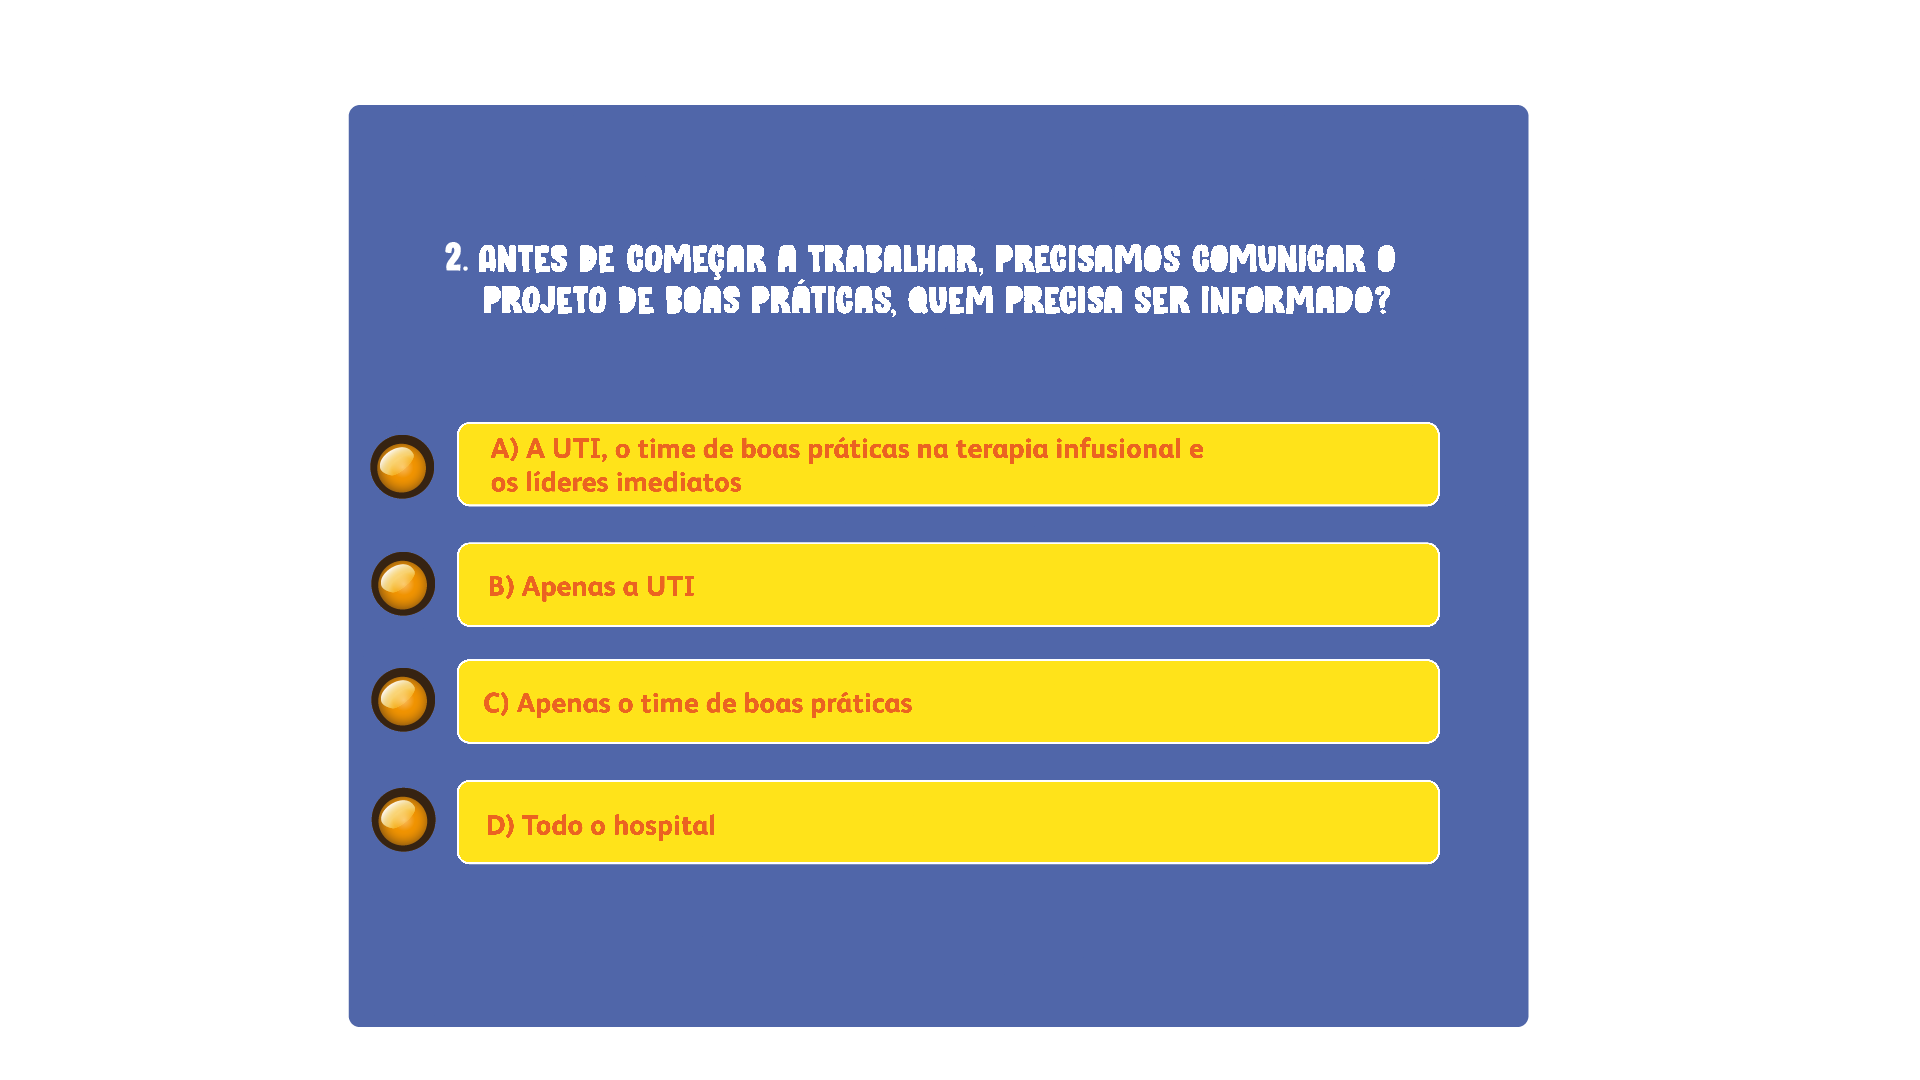 2. ANTES DE COMEÇAR A TRABALHAR, PRECISAMOS COMUNICAR O
PROJETO DE BOAS PRÁTICAS, QUEM PRECISA SER INFORMADO?
A) A UTI, o time de boas práticas na terapia infusional e
os líderes imediatos
B) Apenas a UTI
C) Apenas o time de boas práticas
D) Todo o hospital